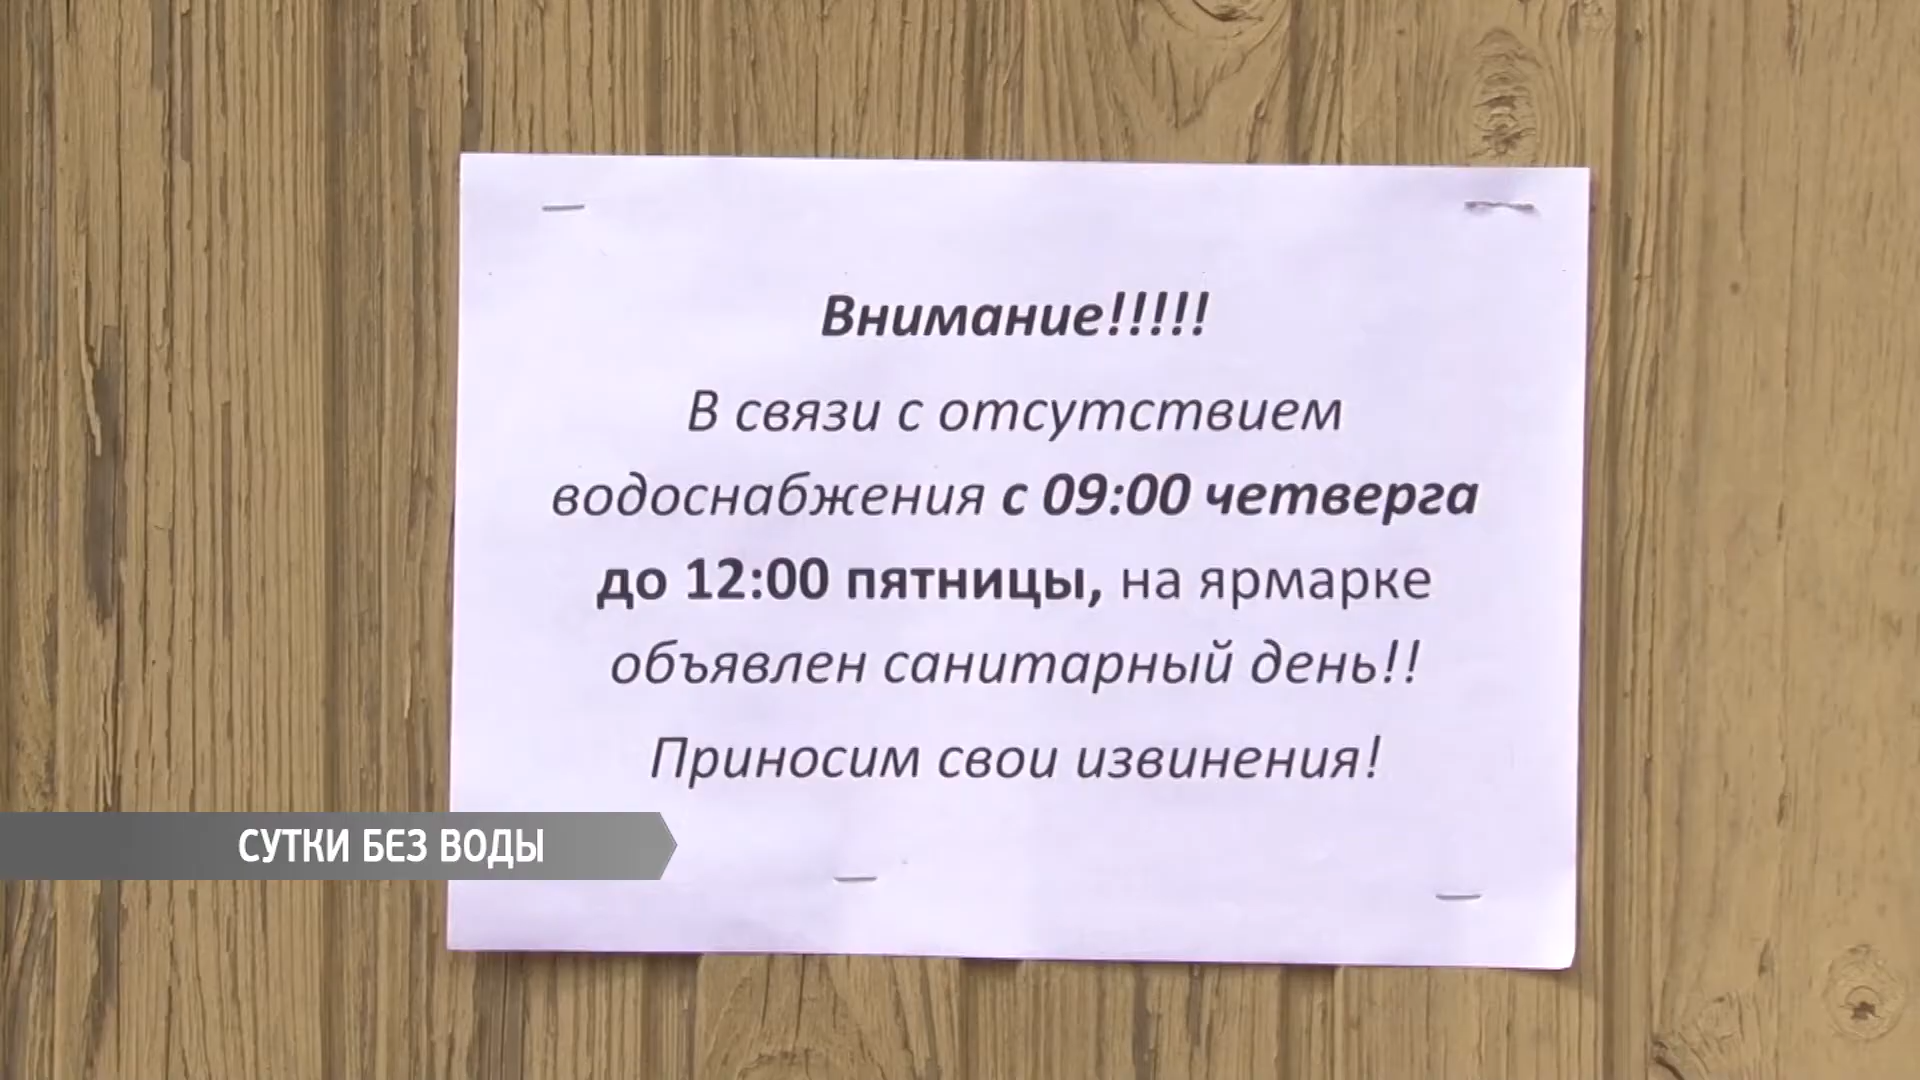 Внимание!!!!!
В связи с отсутствием
водоснабжения с 09:00 четверга
до 12:00 пятницы, на ярмарке
объявлен санитарный день!!
Приносим свои извинения!
СУТКИ БЕЗ ВОДЫ